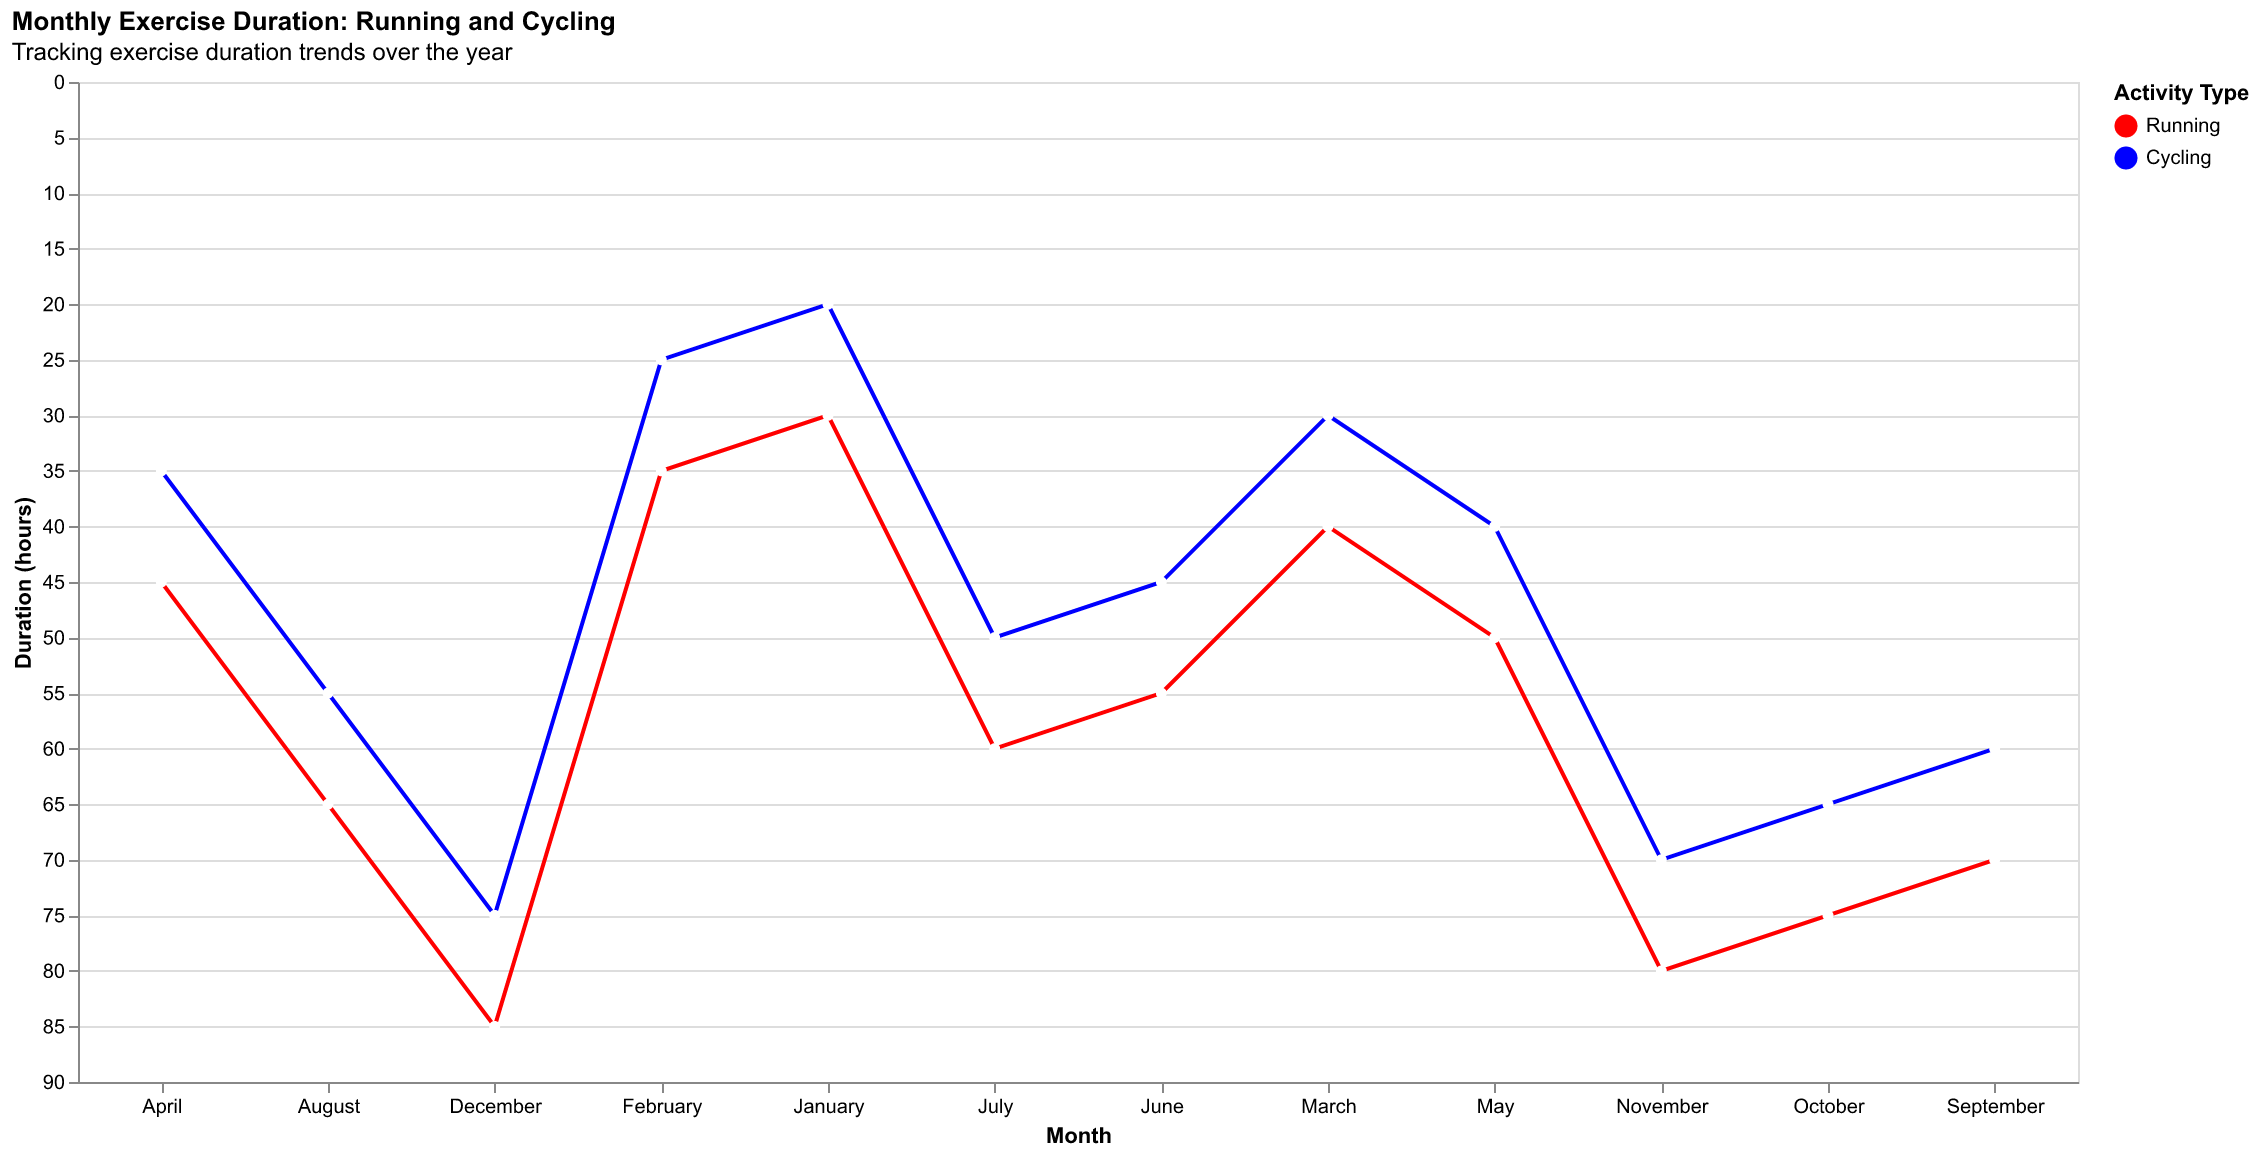 Monthly Exercise Duration: Running and Cycling
Tracking exercise duration trends over the year
0
5
10
15
20
25
30
35
40
45
50
55
60
65
70
75
80
85
90
Duration (hours)
April
August
December
February
January
July
June
March
May
November
October
September
Month
Activity Type
Running
Cycling